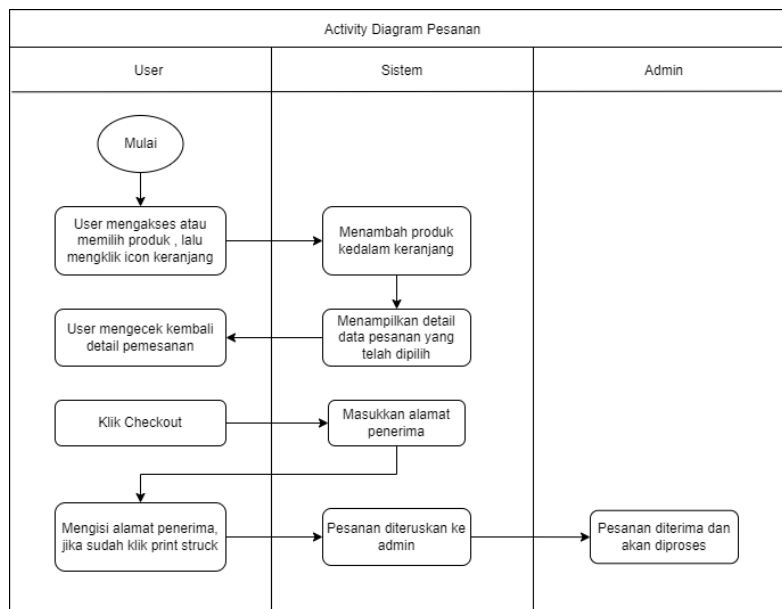 Activity Diagram Pesanan
User
Sistem
Admin
Mulai
User mengakses atau
memilih produk , lalu
mengklik icon keranjang
Menambah produk
kedalam keranjang
User mengecek kembali
detail pemesanan
Menampilkan detail
data pesanan yang
telah dipilih
Klik Checkout
Masukkan alamat
penerima
Mengisi alamat penerima,
jika sudah klik print struck
Pesanan diteruskan ke
admin
Pesanan diterima dan
akan diproses